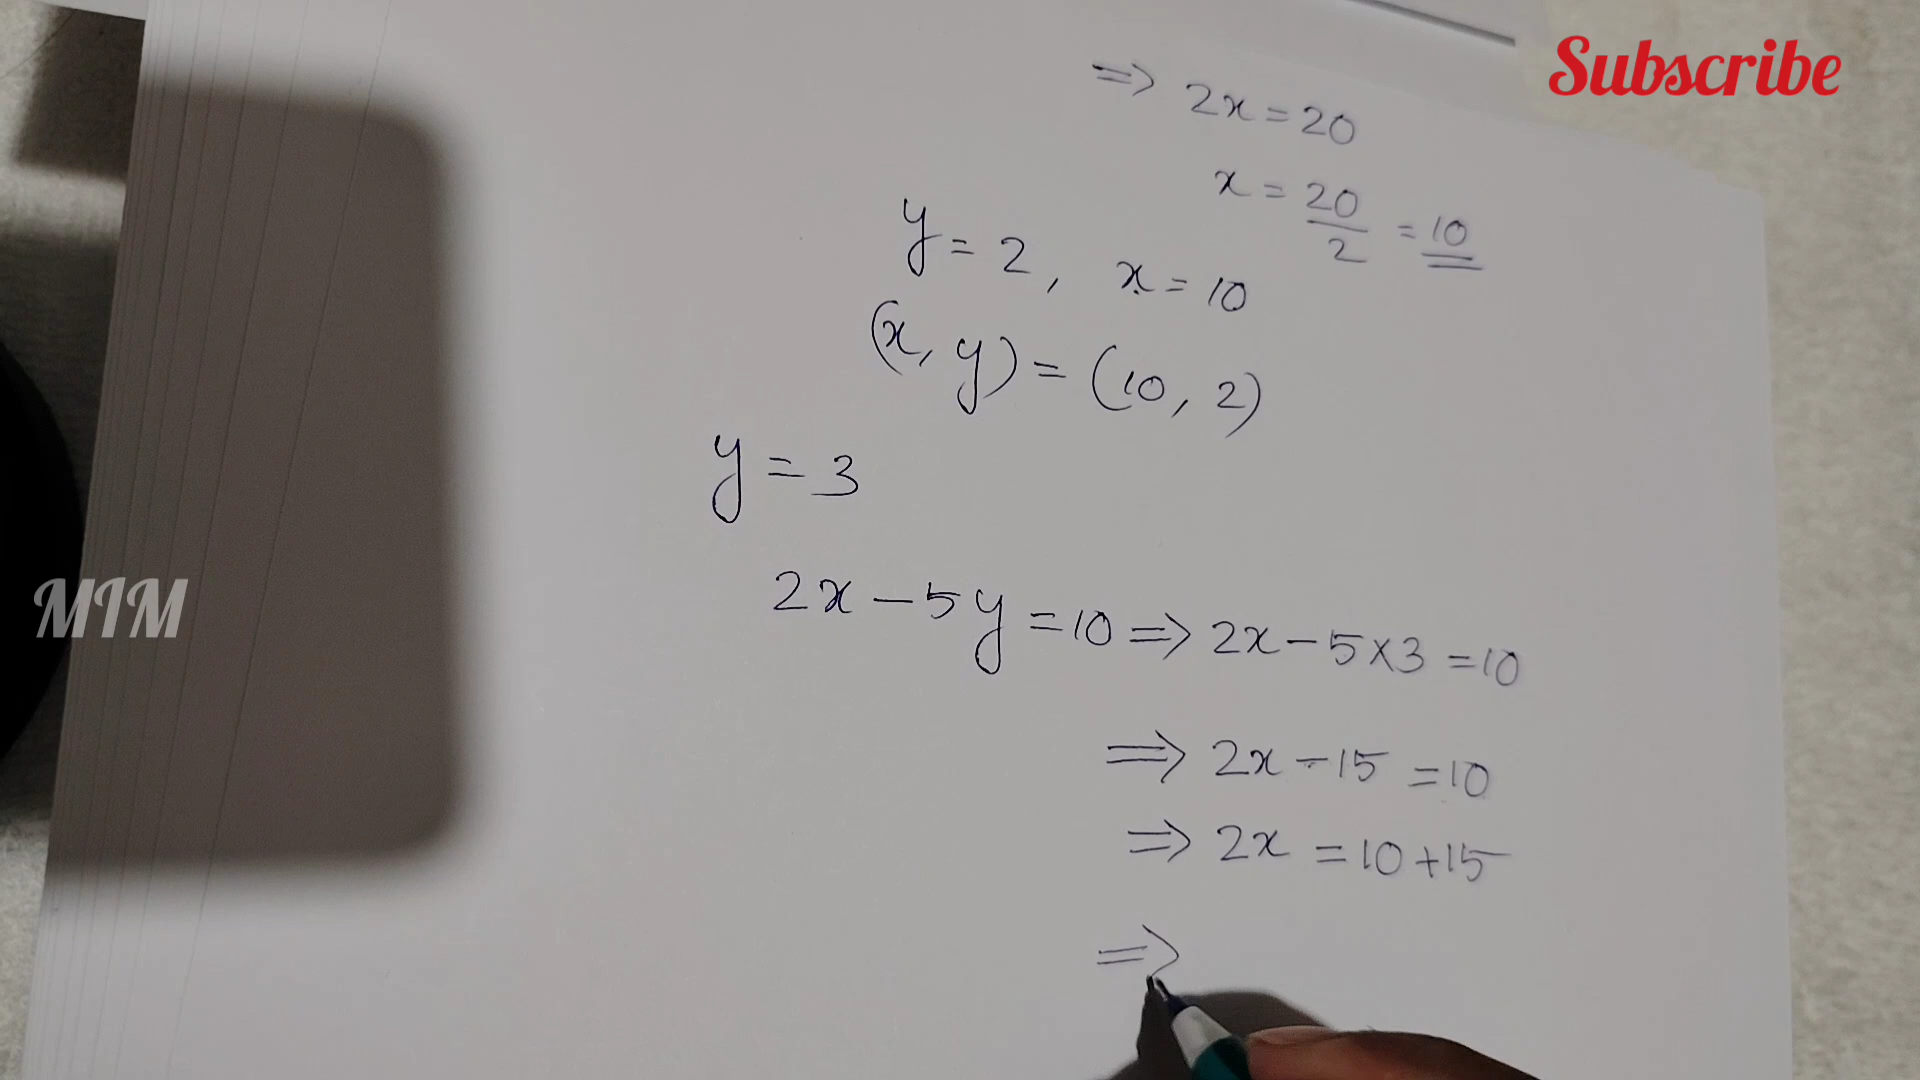 Subscribe
⇒ 2x = 20
x = 20/2 = 10
y = 2, x = 10
(x, y) = (10, 2)
y = 3
2x - 5y = 10 ⇒ 2x - 5×3 = 10
MIM
⇒ 2x - 15 = 10
⇒ 2x = 10 + 15
⇒